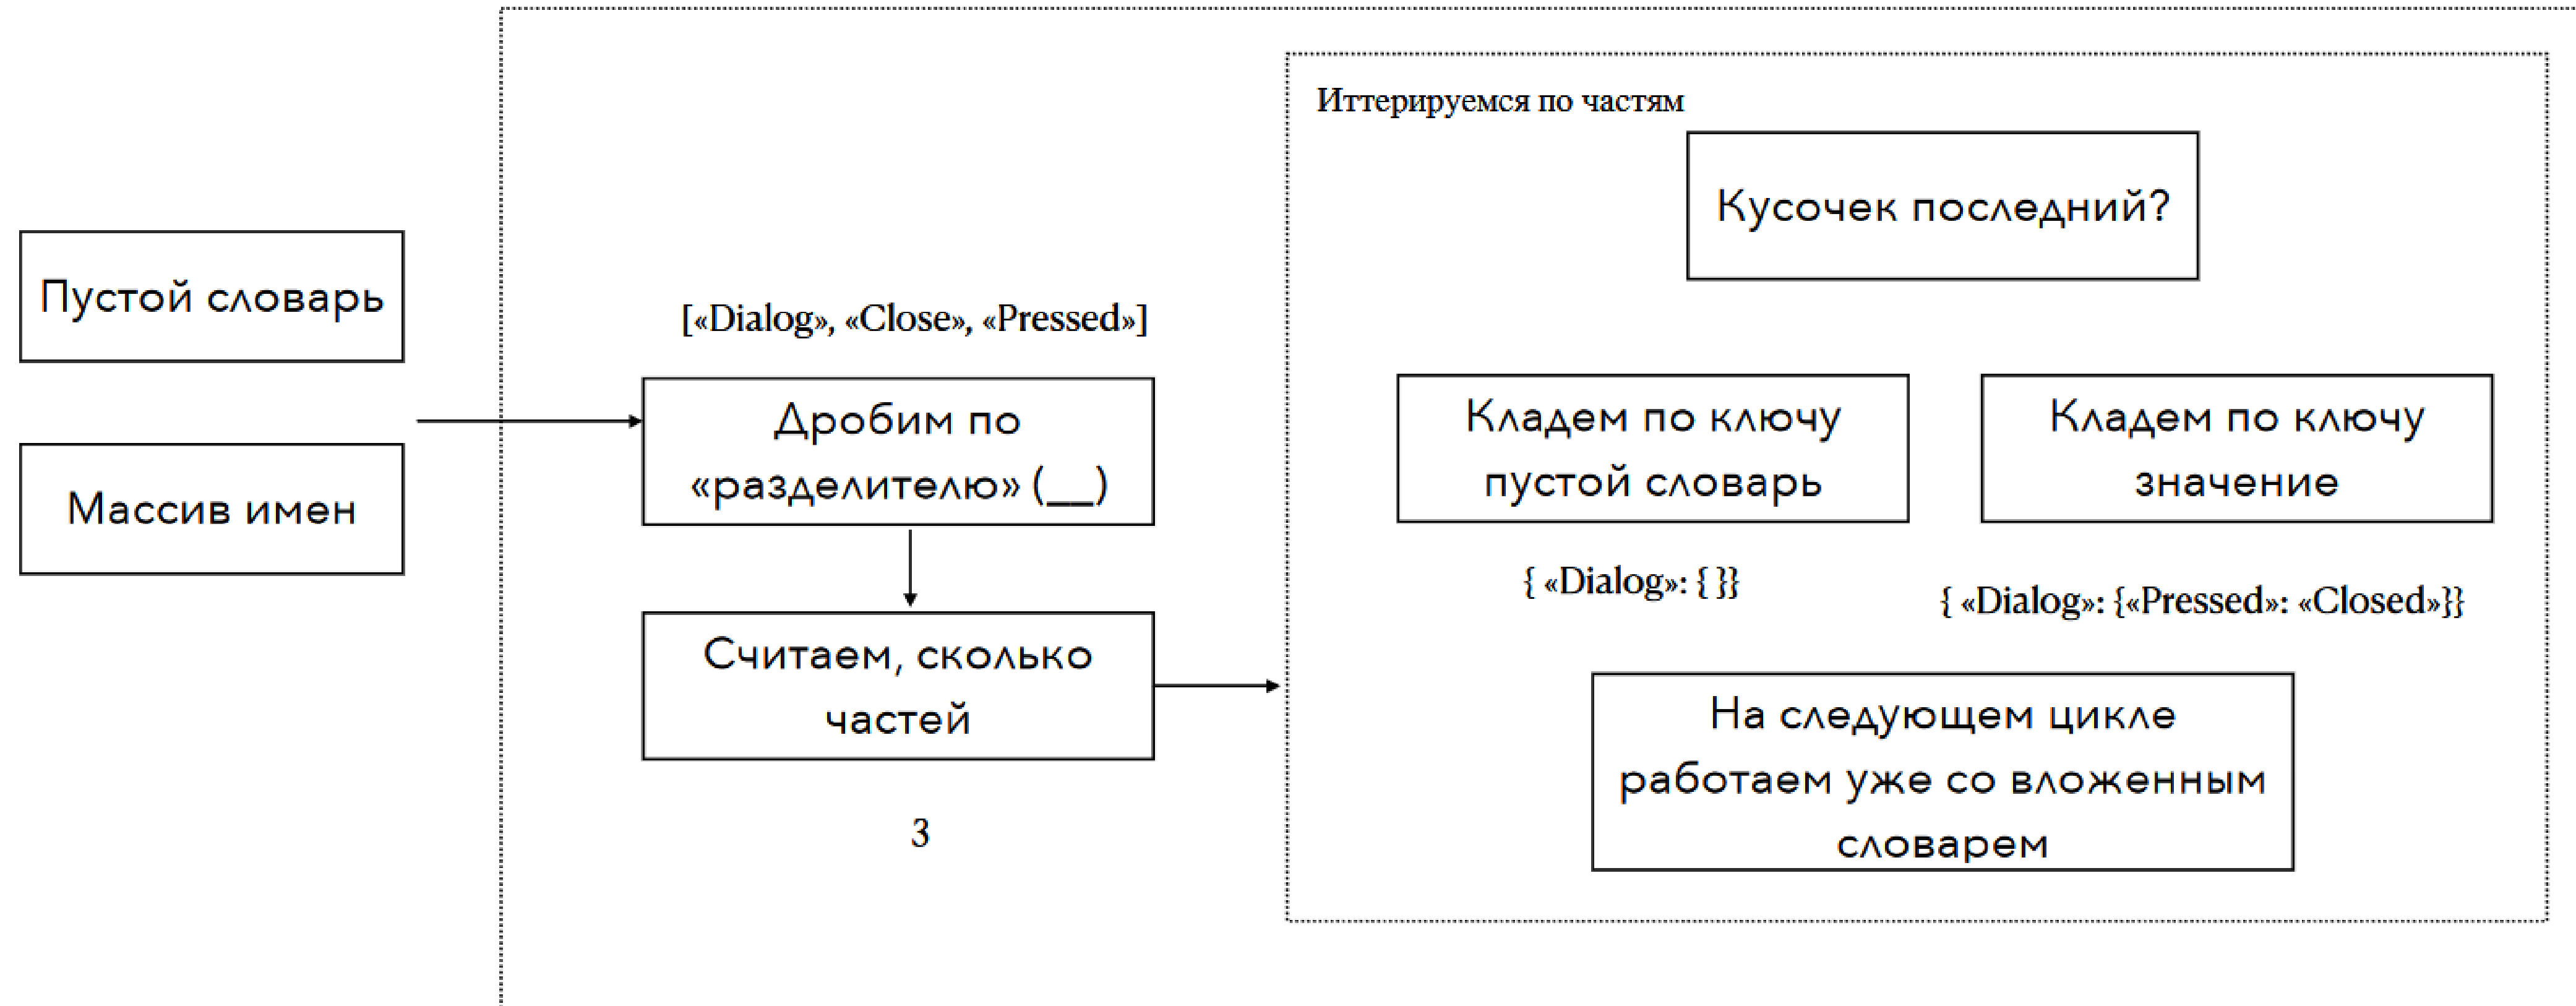 Пустой словарь
Массив имен
[«Dialog», «Close», «Pressed»]
Дробим по
«разделителю» (__)
Считаем, сколько
частей
3
Иттерируемся по частям
Кусочек последний?
Кладем по ключу
пустой словарь
{ «Dialog»: { }}
Кладем по ключу
значение
{ «Dialog»: {«Pressed»: «Closed»}}
На следующем цикле
работаем уже со вложенным
словарем